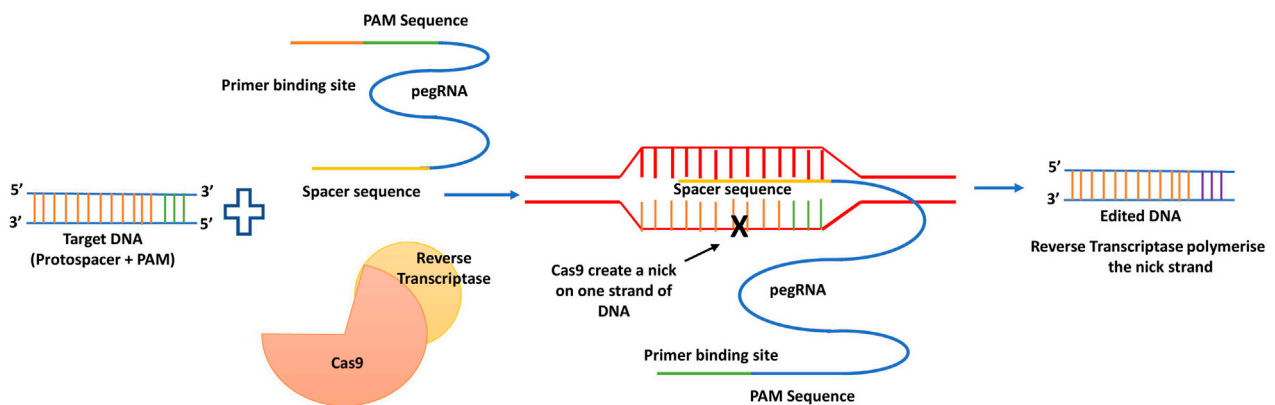 PAM Sequence
Primer binding site
pegRNA
Spacer sequence
5’
3’
3’
5’
Target DNA
(Protospacer + PAM)
Reverse
Transcriptase
Cas9
Spacer sequence
X
Cas9 create a nick
on one strand of
DNA
pegRNA
Primer binding site
PAM Sequence
5’
3’
Edited DNA
Reverse Transcriptase polymerise
the nick strand